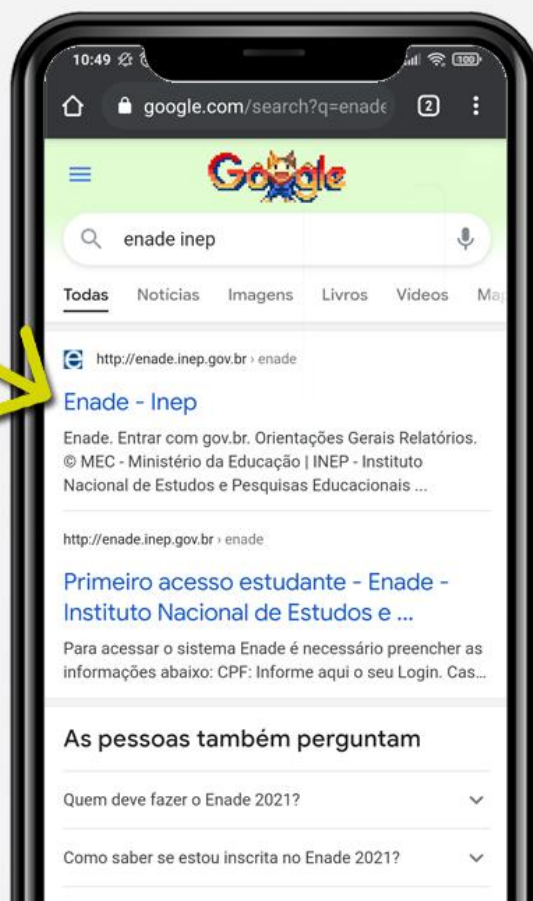 10:49
100
google.com/search?q=enade
2
Google
enade inep
Todas Notícias Imagens Livros Vídeos Ma
http://enade.inep.gov.br › enade
Enade - Inep
Enade. Entrar com gov.br. Orientações Gerais Relatórios.
© MEC - Ministério da Educação | INEP - Instituto
Nacional de Estudos e Pesquisas Educacionais ...
http://enade.inep.gov.br › enade
Primeiro acesso estudante - Enade -
Instituto Nacional de Estudos e ...
Para acessar o sistema Enade é necessário preencher as
informações abaixo: CPF: Informe aqui o seu Login. Cas...
As pessoas também perguntam
Quem deve fazer o Enade 2021?
Como saber se estou inscrita no Enade 2021?